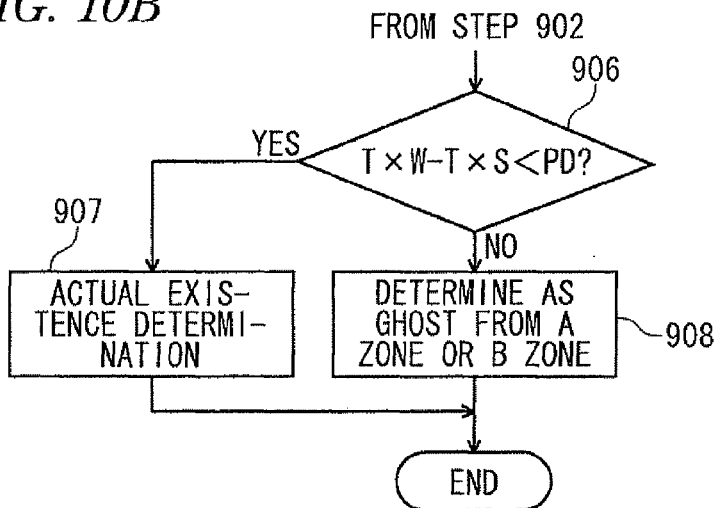 FIG. 10B
FROM STEP 902
906
T×W-T×S<PD?
YES
NO
907
ACTUAL EXIS-
TENCE DETERMI-
NATION
DETERMINE AS
GHOST FROM A
ZONE OR B ZONE
908
END